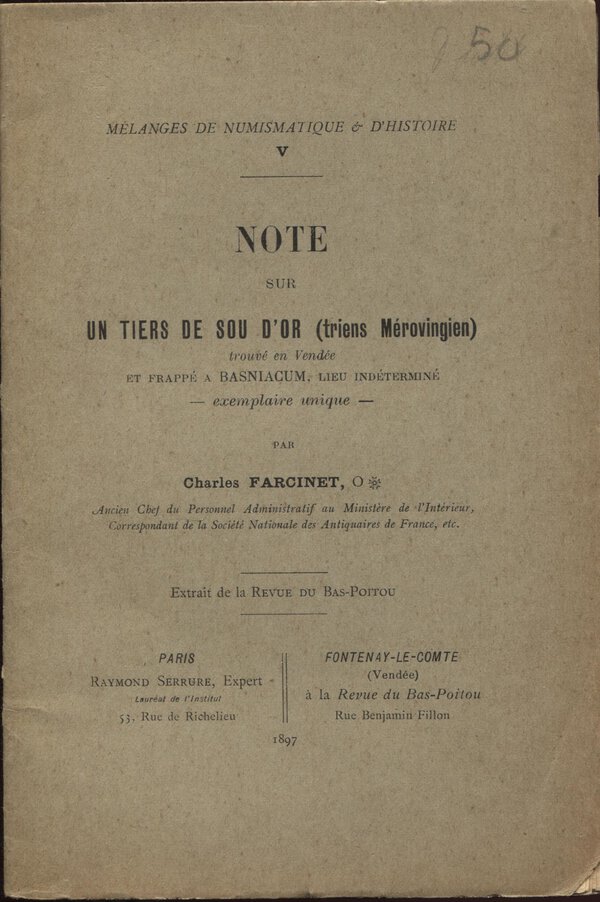 50
MÉLANGES DE NUMISMATIQUE & D'HISTOIRE
V
NOTE
SUR
UN TIERS DE SOU D'OR (triens Mérovingien)
trouvé en Vendée
ET FRAPPÉ A BASNIACUM, LIEU INDÉTERMINÉ
— exemplaire unique —
PAR
Charles FARCINET, O ❉
Ancien Chef du Personnel Administratif au Ministère de l'Intérieur,
Correspondant de la Société Nationale des Antiquaires de France, etc.
Extrait de la REVUE DU BAS-POITOU
PARIS
RAYMOND SERRURE, Expert
Lauréat de l'Institut
53, Rue de Richelieu
FONTENAY-LE-COMTE
(Vendée)
à la Revue du Bas-Poitou
Rue Benjamin Fillon
1897